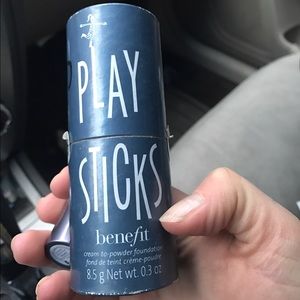 PLAY
STICKS
benefit
cream-to-powder foundation
fond de teint crème-poudre
8.5 g Net wt. 0.3 oz